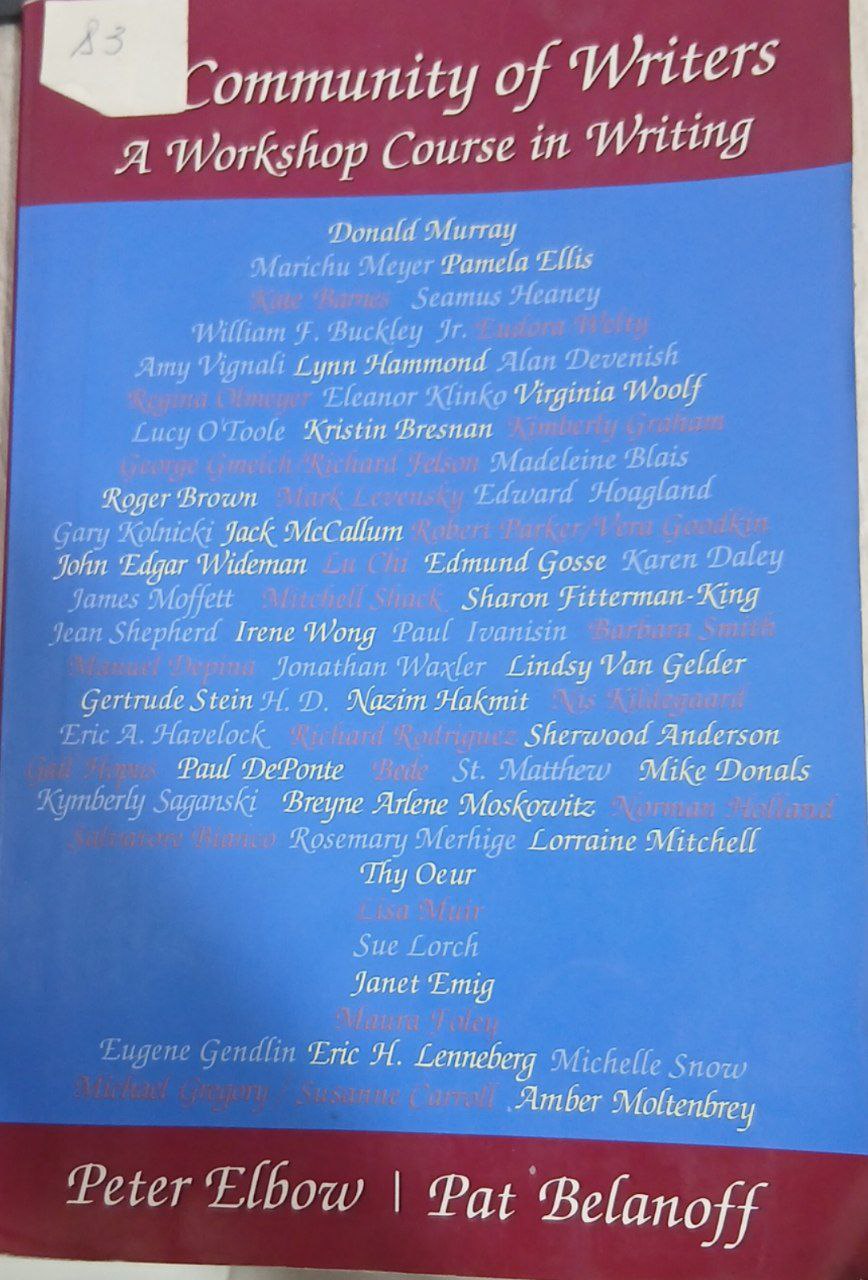 83
Community of Writers
A Workshop Course in Writing
Donald Murray
Marichu Meyer Pamela Ellis
Kate Barnes Seamus Heaney
William F. Buckley Jr. Eudora Welty
Amy Vignali Lynn Hammond Alan Devenish
Regina Olmeyer Eleanor Klinko Virginia Woolf
Lucy O'Toole Kristin Bresnan Kimberly Graham
George Gmelch/Richard Felson Madeleine Blais
Roger Brown Mark Levensky Edward Hoagland
Gary Kolnicki Jack McCallum Robert Parker/Vera Goodkin
John Edgar Wideman Lu Chi Edmund Gosse Karen Daley
James Moffett Mitchell Shack Sharon Fitterman-King
Jean Shepherd Irene Wong Paul Ivanisin Barbara Smith
Manuel Depina Jonathan Waxler Lindsy Van Gelder
Gertrude Stein H. D. Nazim Hakmit Nis Kildegaard
Eric A. Havelock Richard Rodriguez Sherwood Anderson
Paul DePonte Bede St. Matthew Mike Donals
Kymberly Saganski Breyne Arlene Moskowitz Norman Holland
Salvatore Bianco Rosemary Merhige Lorraine Mitchell
Thy Oeur
Lisa Muir
Sue Lorch
Janet Emig
Maura Foley
Eugene Gendlin Eric H. Lenneberg Michelle Snow
Michael Gregory / Susanne Carroll Amber Moltenbrey
Peter Elbow | Pat Belanoff